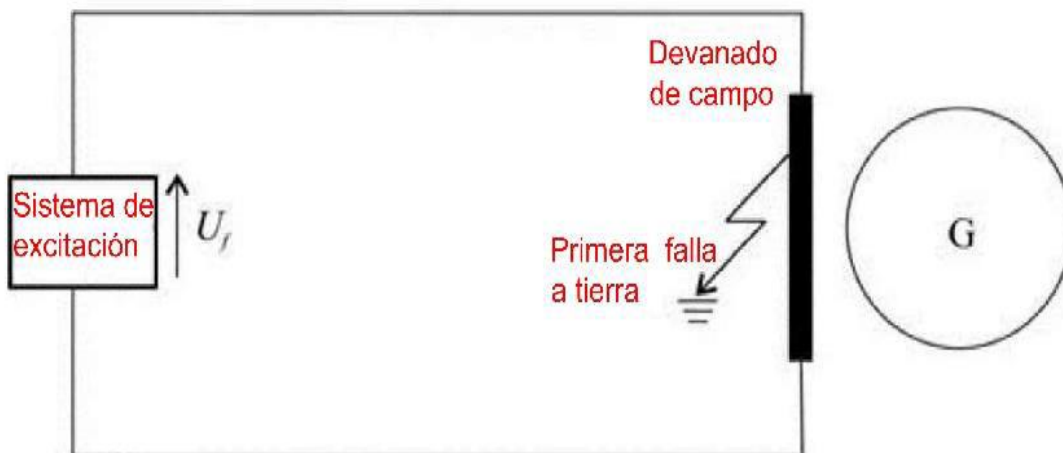 Devanado
de campo
Sistema de
excitación
U_f
Primera falla
a tierra
G